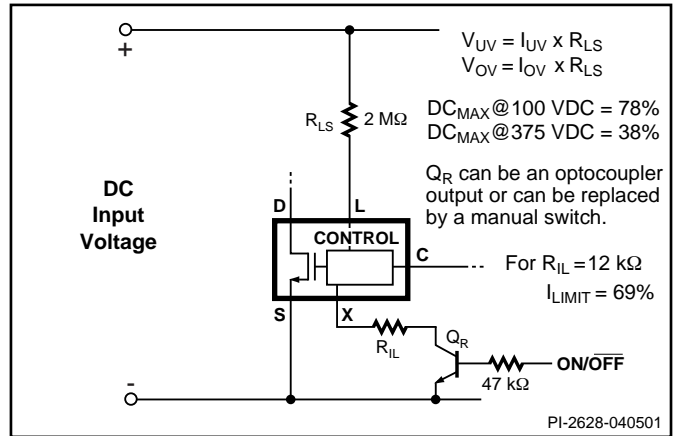 +
V_UV = I_UV x R_LS
V_OV = I_OV x R_LS
R_LS 2 MΩ
DC_MAX@100 VDC = 78%
DC_MAX@375 VDC = 38%
DC
Input
Voltage
Q_R can be an optocoupler
output or can be replaced
by a manual switch.
D L
CONTROL
C
For R_IL = 12 kΩ
I_LIMIT = 69%
S X
R_IL
Q_R
47 kΩ
ON/O̅F̅F̅
-
PI-2628-040501